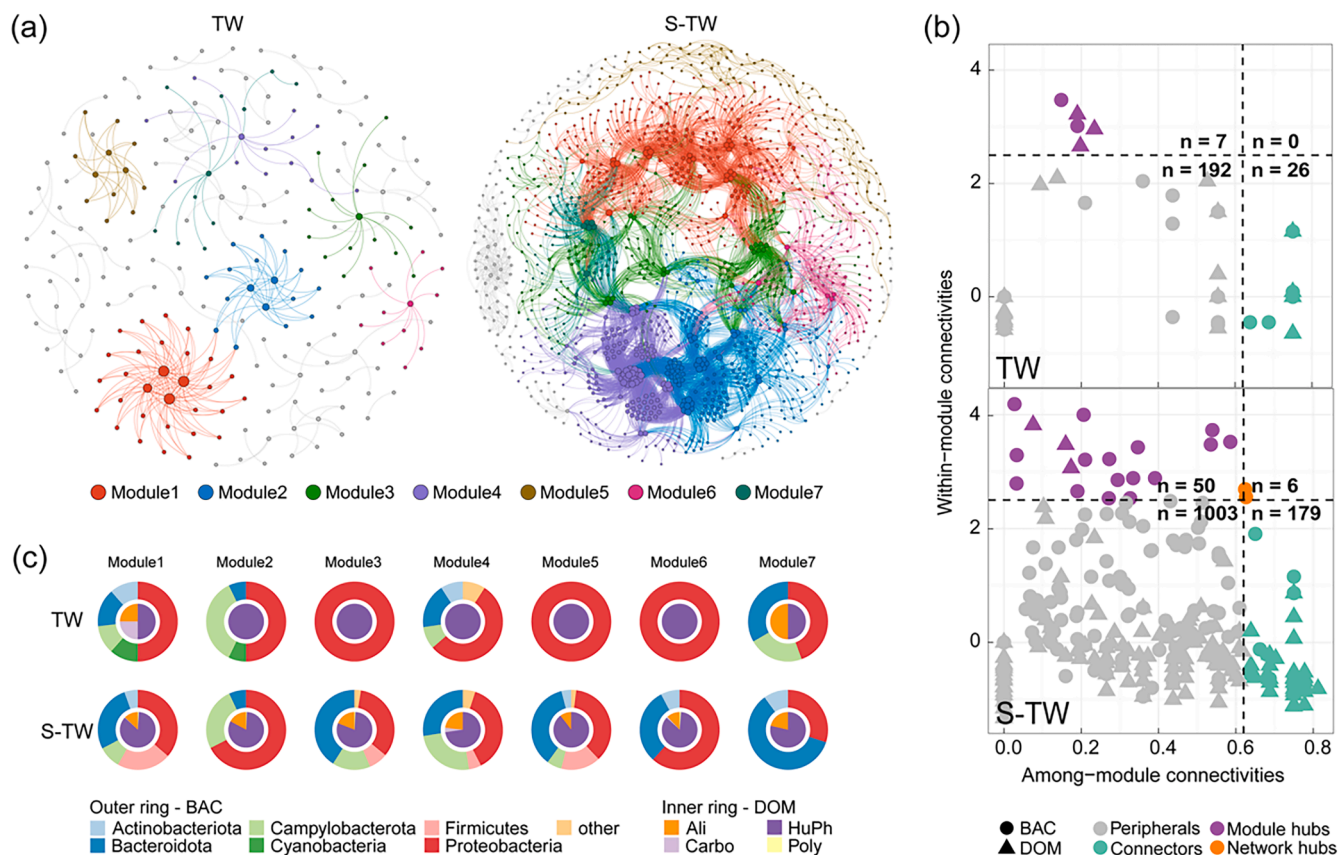 (a)
TW
S-TW
Module1 Module2 Module3 Module4 Module5 Module6 Module7
(b)
4
n = 7 n = 0
n = 192 n = 26
2
0
TW
4
n = 50 n = 6
n = 1003 n = 179
2
0
S-TW
Within-module connectivities
0.0 0.2 0.4 0.6 0.8
Among-module connectivities
BAC Peripherals Module hubs
DOM Connectors Network hubs
(c)
Module1 Module2 Module3 Module4 Module5 Module6 Module7
TW
S-TW
Outer ring - BAC Inner ring - DOM
Actinobacteriota Campylobacterota Firmicutes other Ali HuPh
Bacteroidota Cyanobacteria Proteobacteria Carbo Poly